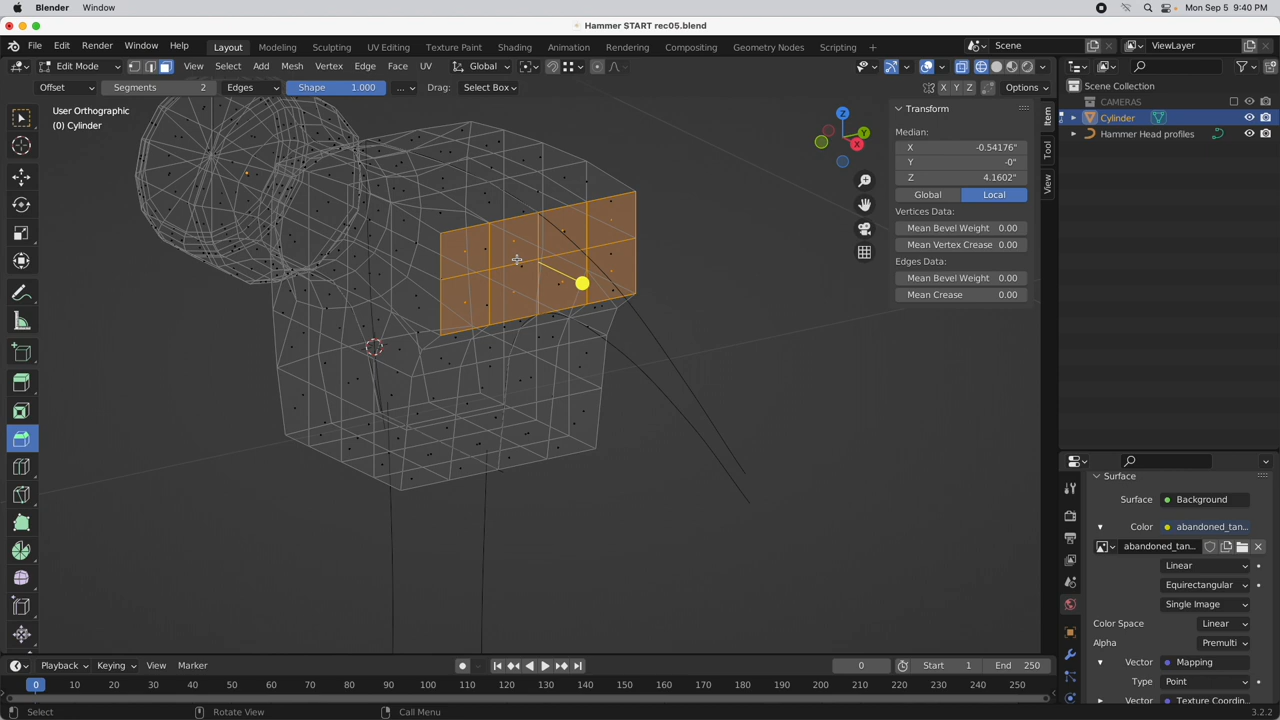 Blender Window Mon Sep 5 9:40 PM
Hammer START rec05.blend
File Edit Render Window Help Layout Modeling Sculpting UV Editing Texture Paint Shading Animation Rendering Compositing Geometry Nodes Scripting + Scene ViewLayer
Edit Mode View Select Add Mesh Vertex Edge Face UV Global
Offset Segments 2 Edges Shape 1.000 ... Drag: Select Box X Y Z Options
User Orthographic
(0) Cylinder
Z
Y
X
Transform
Median:
X -0.54176"
Y -0"
Z 4.1602"
Global Local
Vertices Data:
Mean Bevel Weight 0.00
Mean Vertex Crease 0.00
Edges Data:
Mean Bevel Weight 0.00
Mean Crease 0.00
Item
Tool
View
Scene Collection
CAMERAS
Cylinder
Hammer Head profiles
Surface
Surface Background
Color abandoned_tan...
abandoned_tan...
Linear
Equirectangular
Single Image
Color Space Linear
Alpha Premulti
Vector Mapping
Type Point
Vector Texture Coordin...
Playback Keying View Marker 0 Start 1 End 250
0 10 20 30 40 50 60 70 80 90 100 110 120 130 140 150 160 170 180 190 200 210 220 230 240 250
Select Rotate View Call Menu 3.2.2